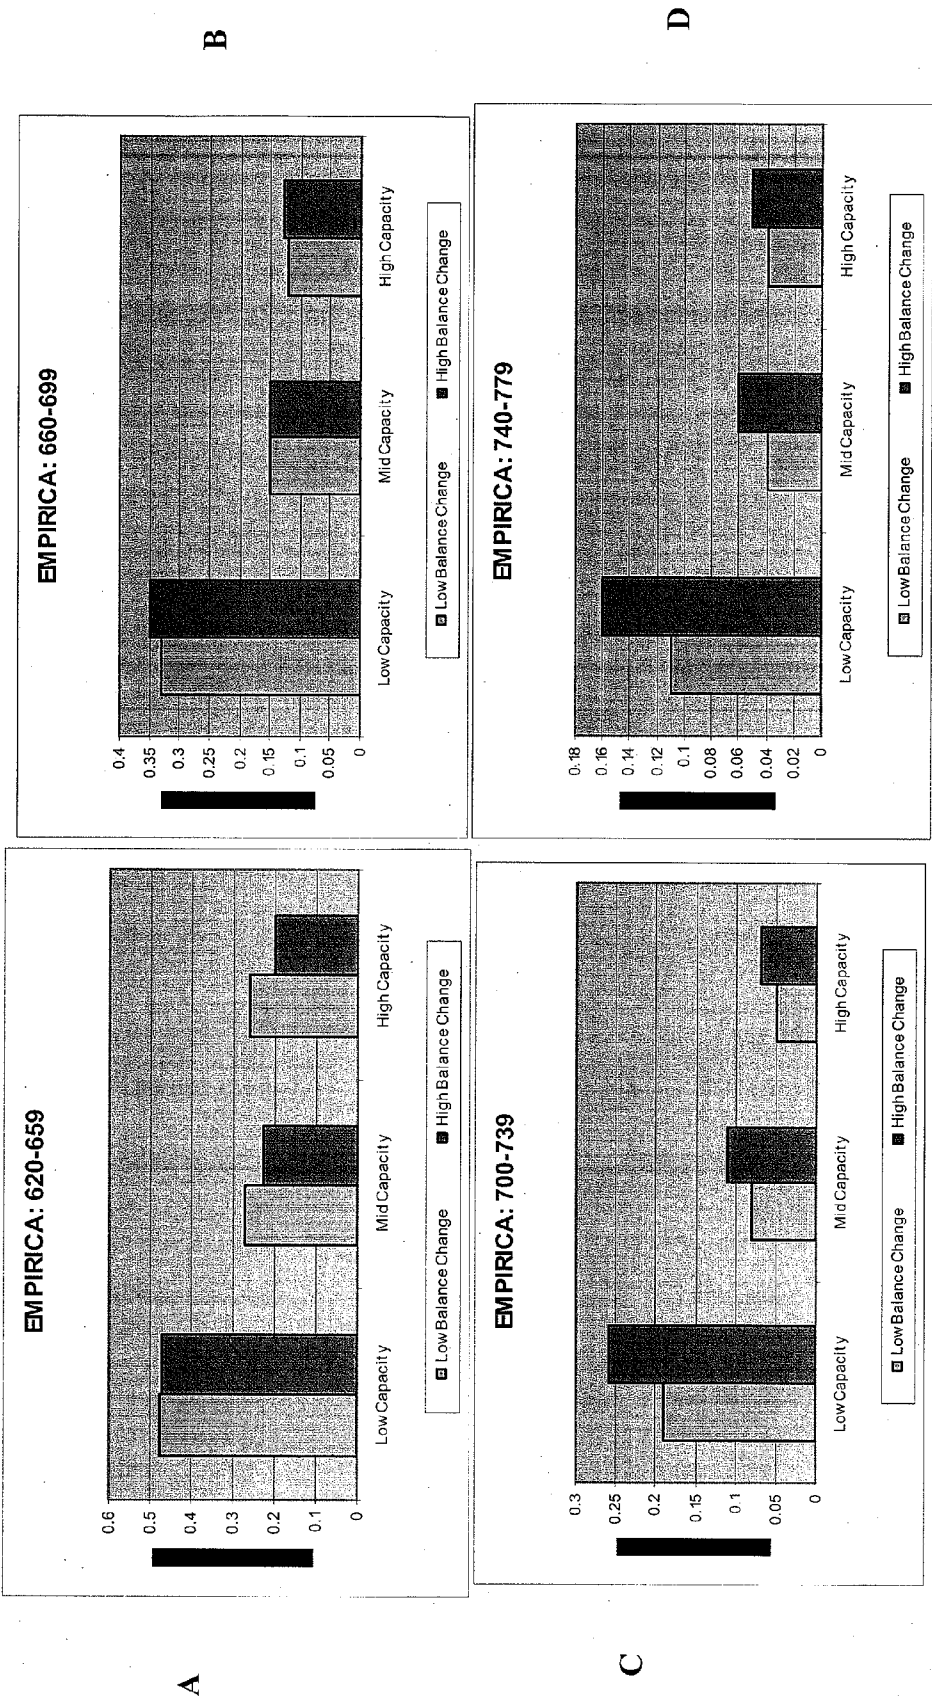 A
EMPIRICA: 620-659
0.6
0.5
0.4
0.3
0.2
0.1
0
Low Capacity
Mid Capacity
High Capacity
Low Balance Change
High Balance Change
B
EMPIRICA: 660-699
0.4
0.35
0.3
0.25
0.2
0.15
0.1
0.05
0
Low Capacity
Mid Capacity
High Capacity
Low Balance Change
High Balance Change
C
EMPIRICA: 700-739
0.3
0.25
0.2
0.15
0.1
0.05
0
Low Capacity
Mid Capacity
High Capacity
Low Balance Change
High Balance Change
D
EMPIRICA: 740-779
0.18
0.16
0.14
0.12
0.1
0.08
0.06
0.04
0.02
0
Low Capacity
Mid Capacity
High Capacity
Low Balance Change
High Balance Change